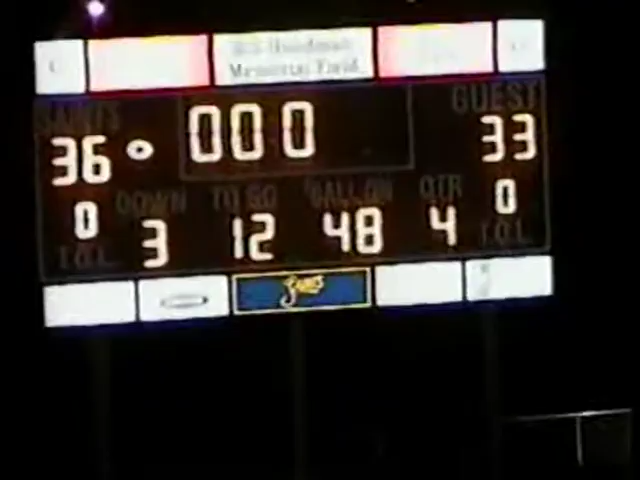 Memorial Field
SAINTS GUEST
36 000 33
DOWN TO GO BALL ON QTR
0 3 12 48 4 0
T.O.L. T.O.L.
Saints